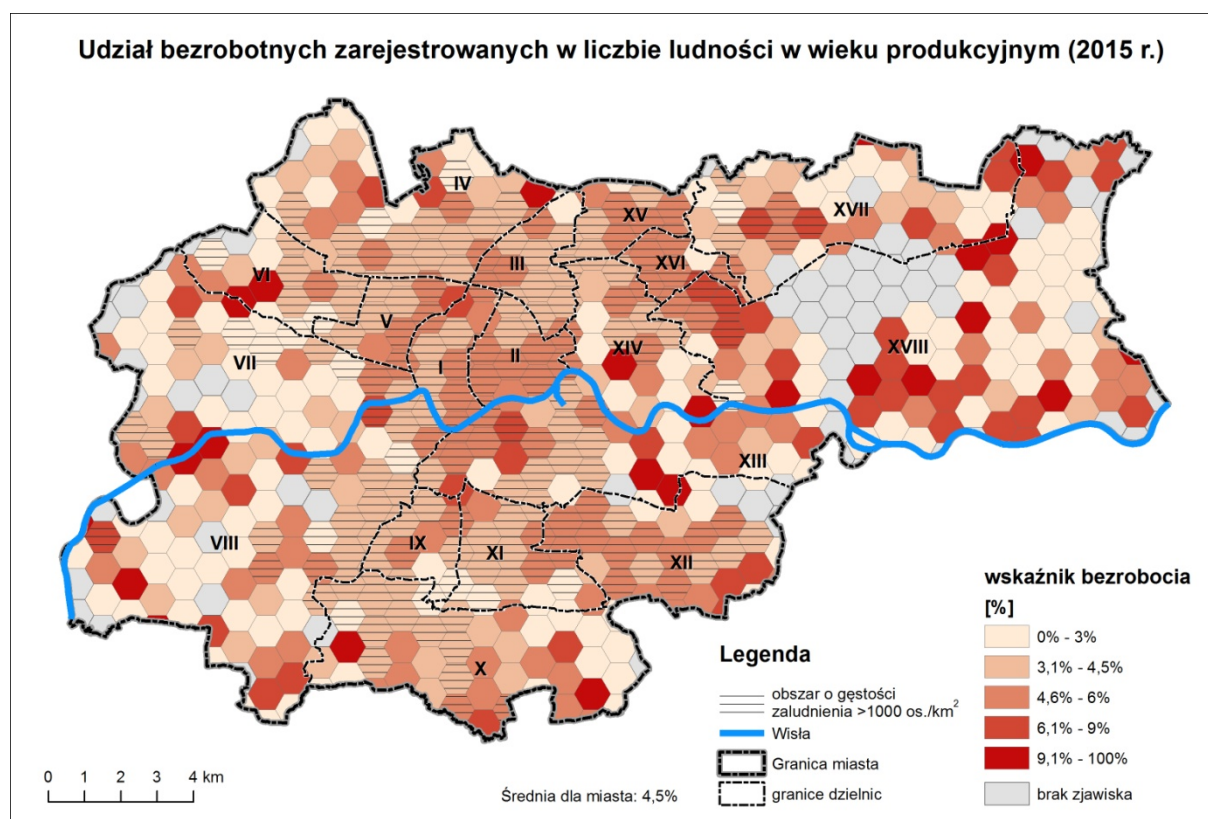 Udział bezrobotnych zarejestrowanych w liczbie ludności w wieku produkcyjnym (2015 r.)
IV
XV
XVII
III
XVI
VI
V
XVIII
VII
I
II
XIV
XIII
VIII
IX
XI
XII
X
Legenda
obszar o gęstości
zaludnienia >1000 os./km²
Wisła
Granica miasta
granice dzielnic
wskaźnik bezrobocia
[%]
0% - 3%
3,1% - 4,5%
4,6% - 6%
6,1% - 9%
9,1% - 100%
brak zjawiska
0 1 2 3 4 km
Średnia dla miasta: 4,5%